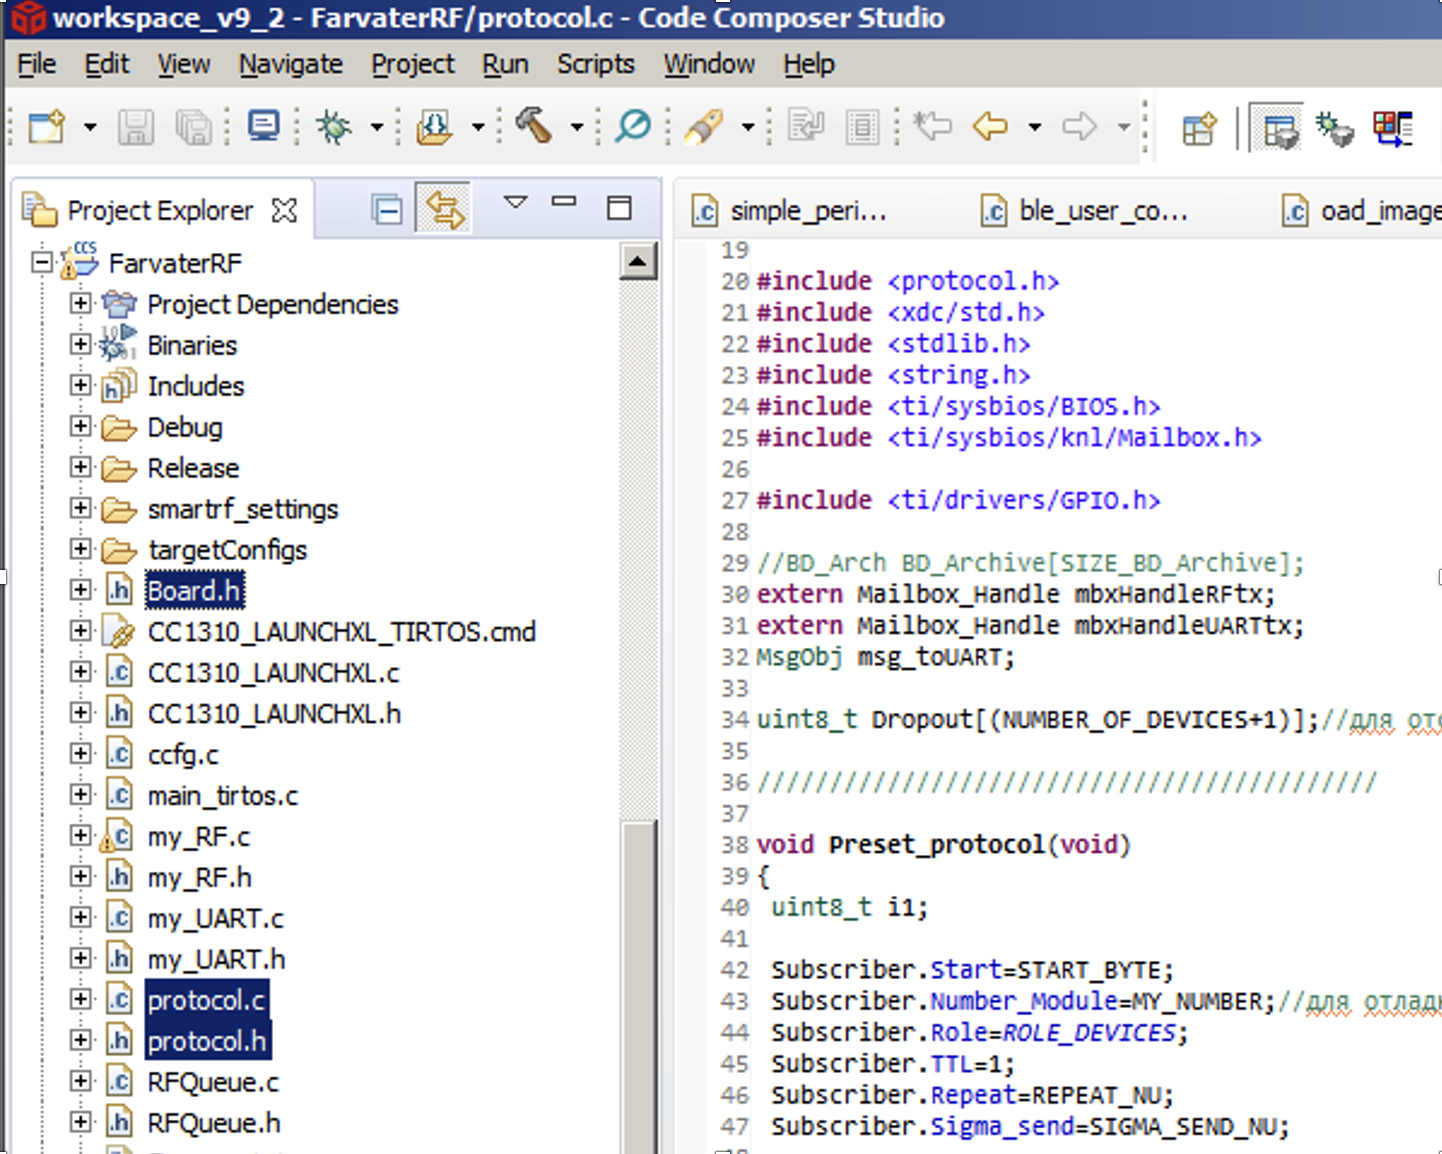 workspace_v9_2 - FarvaterRF/protocol.c - Code Composer Studio
File Edit View Navigate Project Run Scripts Window Help
Project Explorer
CCS
FarvaterRF
Project Dependencies
Binaries
Includes
Debug
Release
smartrf_settings
targetConfigs
Board.h
CC1310_LAUNCHXL_TIRTOS.cmd
CC1310_LAUNCHXL.c
CC1310_LAUNCHXL.h
ccfg.c
main_tirtos.c
my_RF.c
my_RF.h
my_UART.c
my_UART.h
protocol.c
protocol.h
RFQueue.c
RFQueue.h
simple_peri... ble_user_co... oad_image
19
20 #include <protocol.h>
21 #include <xdc/std.h>
22 #include <stdlib.h>
23 #include <string.h>
24 #include <ti/sysbios/BIOS.h>
25 #include <ti/sysbios/knl/Mailbox.h>
26
27 #include <ti/drivers/GPIO.h>
28
29 //BD_Arch BD_Archive[SIZE_BD_Archive];
30 extern Mailbox_Handle mbxHandleRFtx;
31 extern Mailbox_Handle mbxHandleUARTtx;
32 MsgObj msg_toUART;
33
34 uint8_t Dropout[(NUMBER_OF_DEVICES+1)];//для отс
35
36 ///////////////////////////////////////////
37
38 void Preset_protocol(void)
39 {
40 uint8_t i1;
41
42 Subscriber.Start=START_BYTE;
43 Subscriber.Number_Module=MY_NUMBER;//для отлад
44 Subscriber.Role=ROLE_DEVICES;
45 Subscriber.TTL=1;
46 Subscriber.Repeat=REPEAT_NU;
47 Subscriber.Sigma_send=SIGMA_SEND_NU;